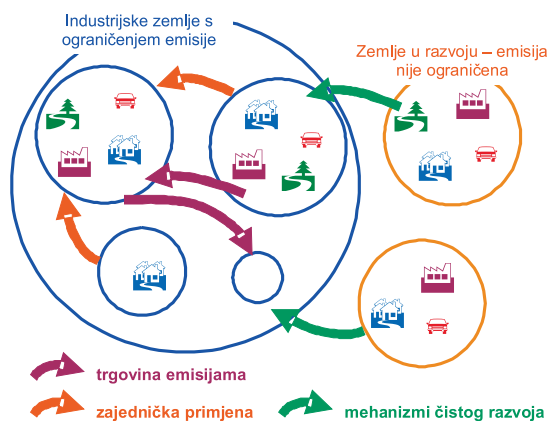 Industrijske zemlje s
ograničenjem emisije
Zemlje u razvoju – emisija
nije ograničena
trgovina emisijama
zajednička primjena
mehanizmi čistog razvoja